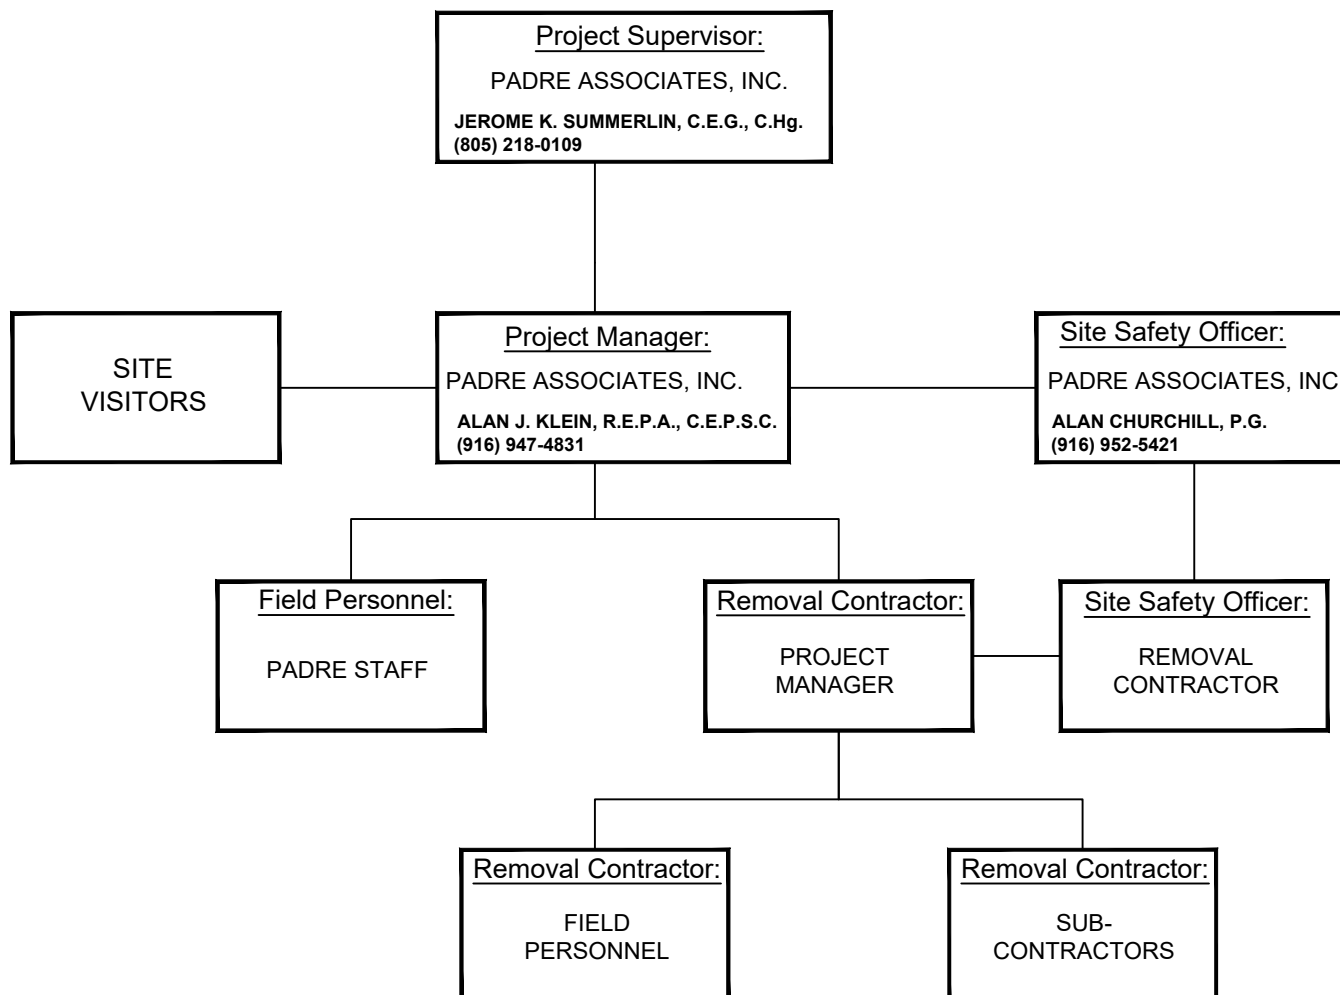 Project Supervisor:
PADRE ASSOCIATES, INC.
JEROME K. SUMMERLIN, C.E.G., C.Hg.
(805) 218-0109
SITE
VISITORS
Project Manager:
PADRE ASSOCIATES, INC.
ALAN J. KLEIN, R.E.P.A., C.E.P.S.C.
(916) 947-4831
Site Safety Officer:
PADRE ASSOCIATES, INC
ALAN CHURCHILL, P.G.
(916) 952-5421
Field Personnel:
PADRE STAFF
Removal Contractor:
PROJECT
MANAGER
Site Safety Officer:
REMOVAL
CONTRACTOR
Removal Contractor:
FIELD
PERSONNEL
Removal Contractor:
SUB-
CONTRACTORS